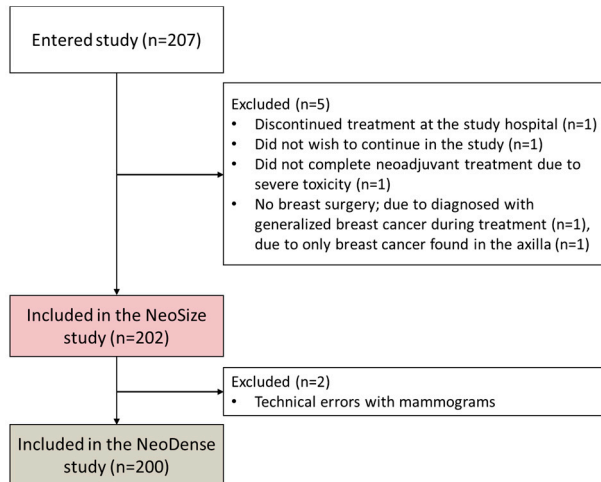 Entered study (n=207)
Excluded (n=5)
• Discontinued treatment at the study hospital (n=1)
• Did not wish to continue in the study (n=1)
• Did not complete neoadjuvant treatment due to
severe toxicity (n=1)
• No breast surgery; due to diagnosed with
generalized breast cancer during treatment (n=1),
due to only breast cancer found in the axilla (n=1)
Included in the NeoSize
study (n=202)
Excluded (n=2)
• Technical errors with mammograms
Included in the NeoDense
study (n=200)